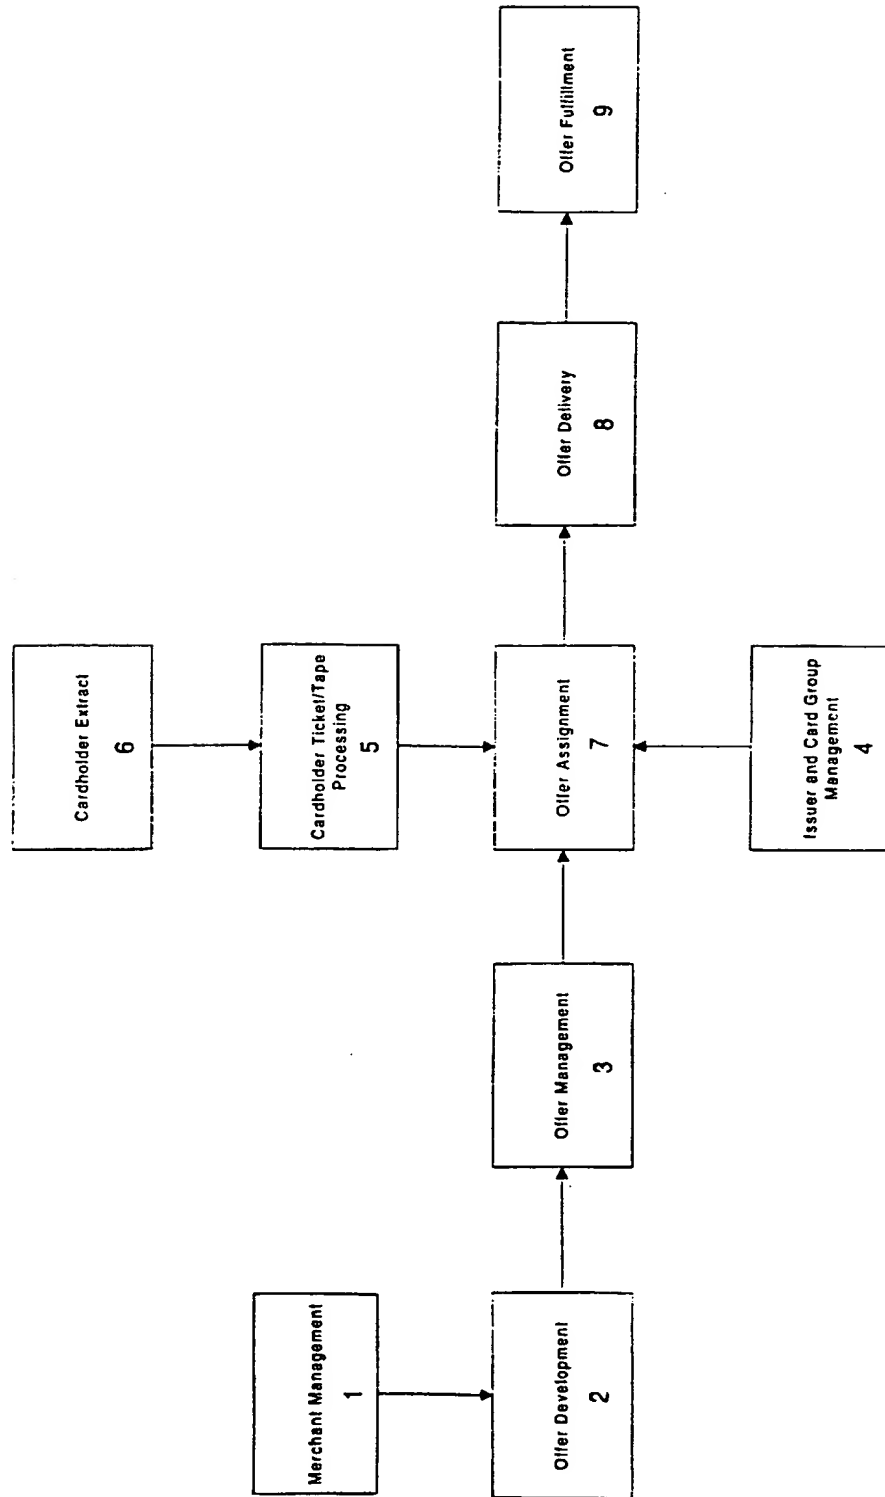 Merchant Management
1
Offer Development
2
Offer Management
3
Issuer and Card Group
Management
4
Cardholder Ticket/Tape
Processing
5
Cardholder Extract
6
Offer Assignment
7
Offer Delivery
8
Offer Fulfillment
9